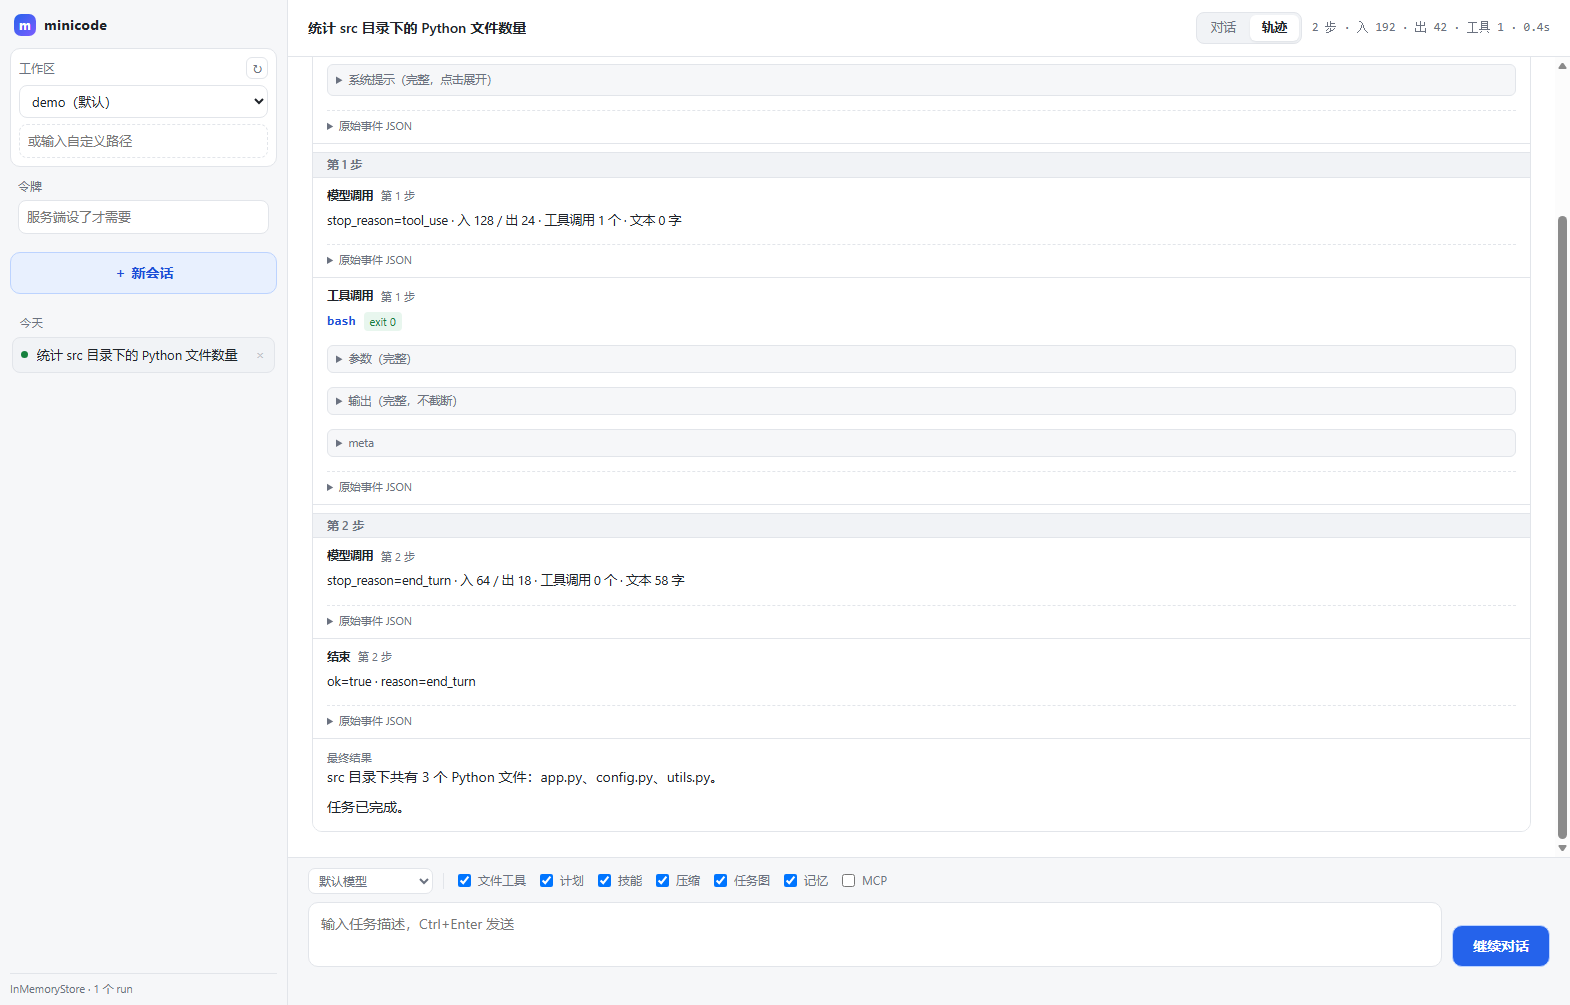 m minicode
工作区 ↻
demo（默认）
或输入自定义路径
令牌
服务端设了才需要
+ 新会话
今天
统计 src 目录下的 Python 文件数量 ×
InMemoryStore · 1 个 run
统计 src 目录下的 Python 文件数量
对话 轨迹 2 步 · 入 192 · 出 42 · 工具 1 · 0.4s
系统提示（完整，点击展开）
原始事件 JSON
第 1 步
模型调用 第 1 步
stop_reason=tool_use · 入 128 / 出 24 · 工具调用 1 个 · 文本 0 字
原始事件 JSON
工具调用 第 1 步
bash exit 0
参数（完整）
输出（完整，不截断）
meta
原始事件 JSON
第 2 步
模型调用 第 2 步
stop_reason=end_turn · 入 64 / 出 18 · 工具调用 0 个 · 文本 58 字
原始事件 JSON
结束 第 2 步
ok=true · reason=end_turn
原始事件 JSON
最终结果
src 目录下共有 3 个 Python 文件：app.py、config.py、utils.py。
任务已完成。
默认模型 文件工具 计划 技能 压缩 任务图 记忆 MCP
输入任务描述，Ctrl+Enter 发送
继续对话